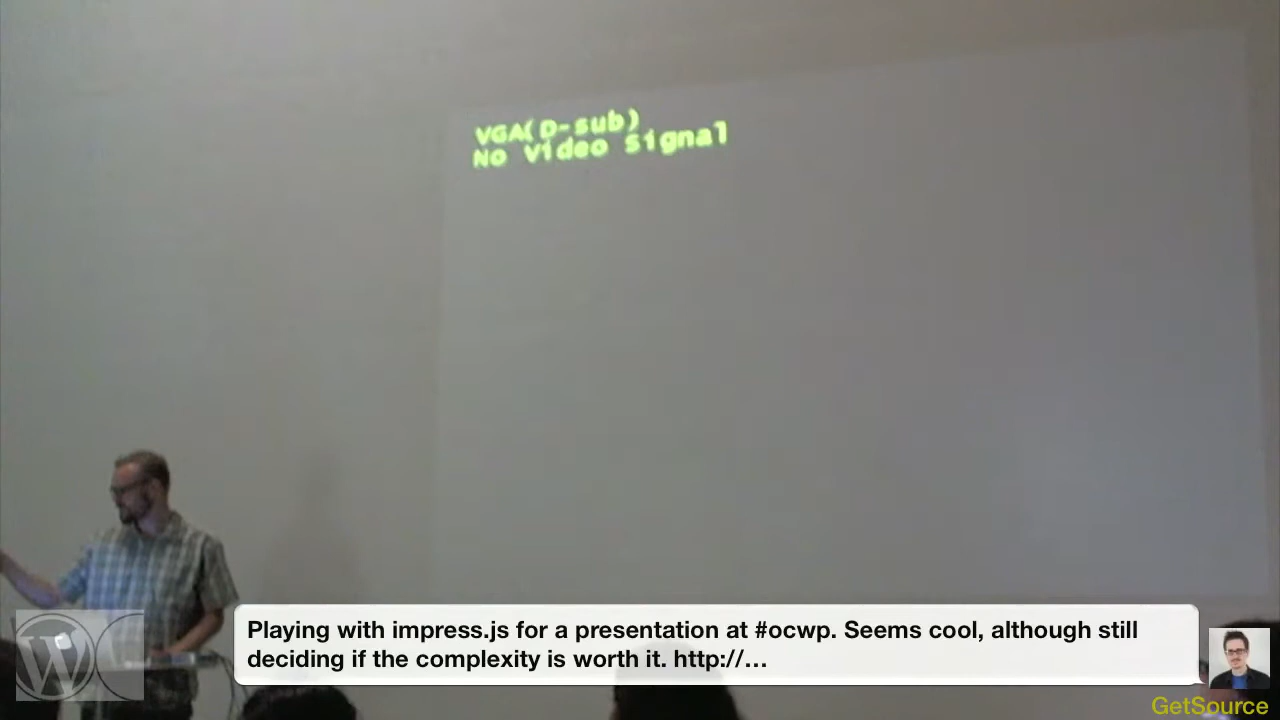 VGA(D-sub)
No Video Signal
Playing with impress.js for a presentation at #ocwp. Seems cool, although still
deciding if the complexity is worth it. http://...
GetSource